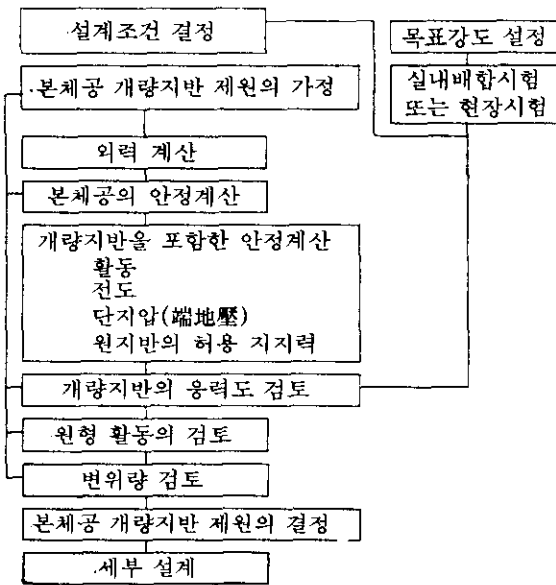 설계조건 결정
목표강도 설정
실내배합시험
또는 현장시험
본체공 개량지반 제원의 가정
외력 계산
본체공의 안정계산
개량지반을 포함한 안정계산
활동
전도
단지압(端地壓)
원지반의 허용 지지력
개량지반의 응력도 검토
원형 활동의 검토
변위량 검토
본체공 개량지반 제원의 결정
세부 설계